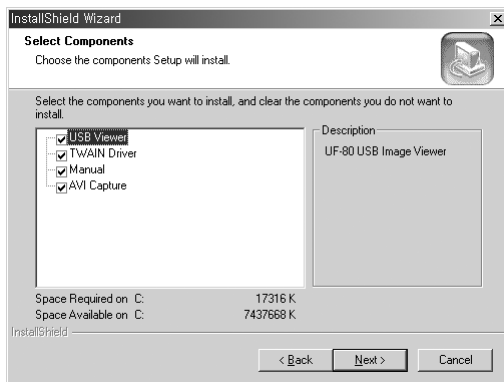 InstallShield Wizard
Select Components
Choose the components Setup will install.
Select the components you want to install, and clear the components you do not want to
install.
USB Viewer
TWAIN Driver
Manual
AVI Capture
Description
UF-80 USB Image Viewer
Space Required on C: 17316 K
Space Available on C: 7437668 K
InstallShield
< Back Next > Cancel